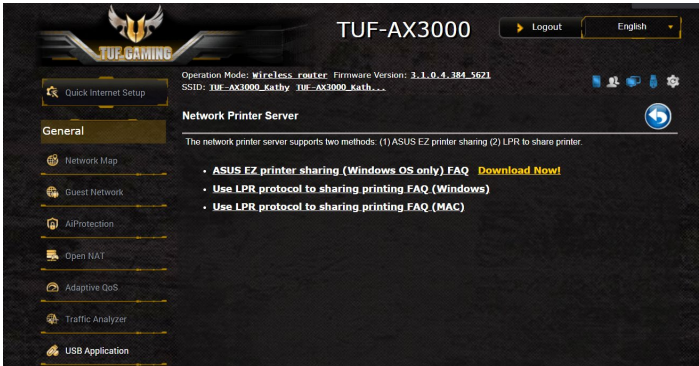 TUF-AX3000
Logout
English
TUF GAMING
Operation Mode: Wireless router Firmware Version: 3.1.0.4.384_5621
SSID: TUF-AX3000_Kathy TUF-AX3000_Kath...
Quick Internet Setup
General
Network Map
Guest Network
AiProtection
Open NAT
Adaptive QoS
Traffic Analyzer
USB Application
Network Printer Server
The network printer server supports two methods: (1) ASUS EZ printer sharing (2) LPR to share printer.
• ASUS EZ printer sharing (Windows OS only) FAQ Download Now!
• Use LPR protocol to sharing printing FAQ (Windows)
• Use LPR protocol to sharing printing FAQ (MAC)